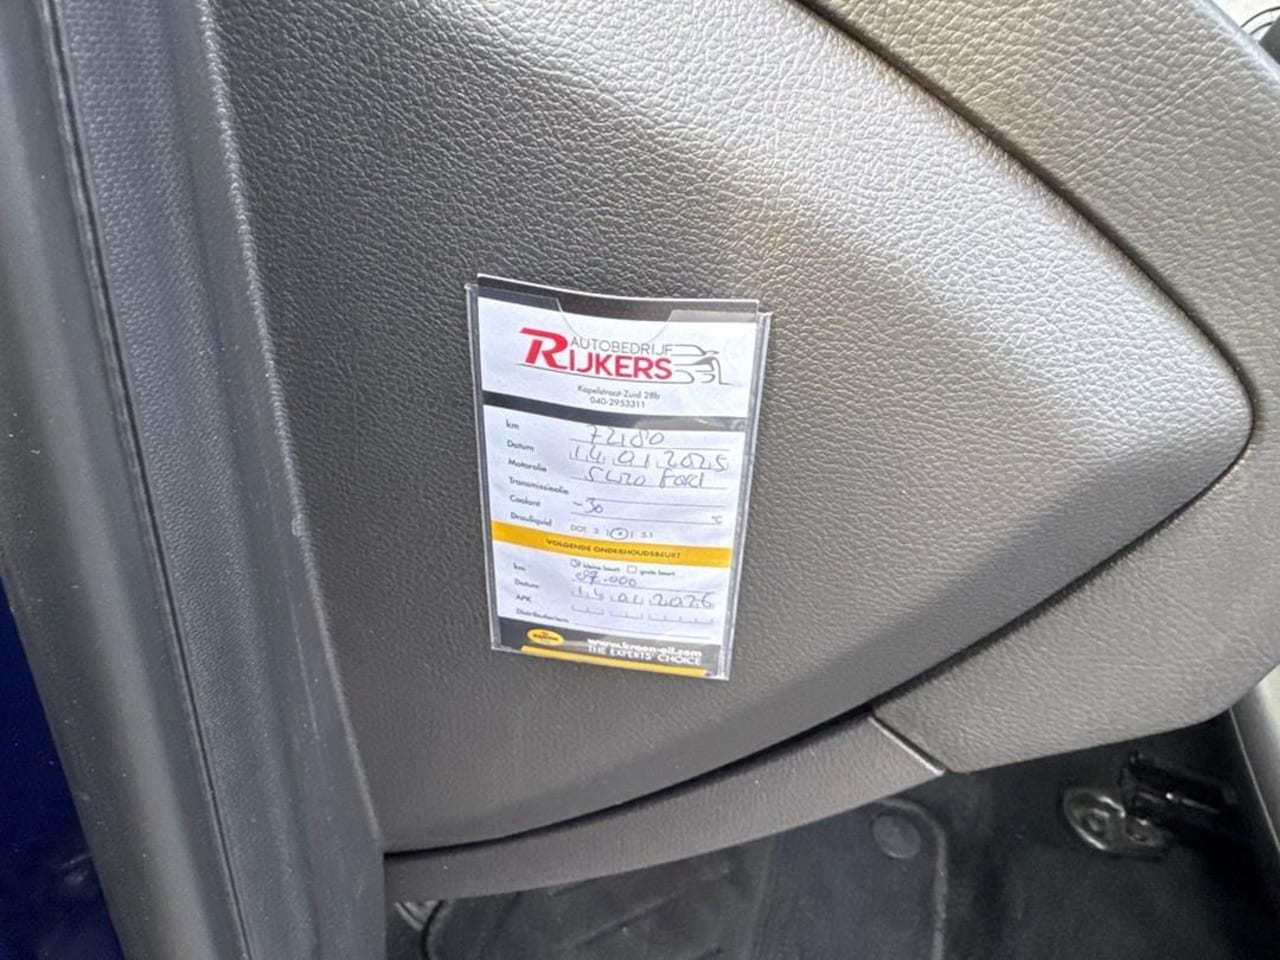 AUTOBEDRIJF
RIJKERS
Kapelstraat-Zuid 28b
040-2953311
km 72180
Datum 14 01 2025
Motorolie 5W20 Ford
Transmissieolie
Coolant -30 °C
DOT 3 5.1
VOLGENDE ONDERHOUDSBEURT
kleine beurt grote beurt
km 87.000
Datum 14 01 2026
APK
Distributieriem
www.kroon-oil.com
THE EXPERTS' CHOICE